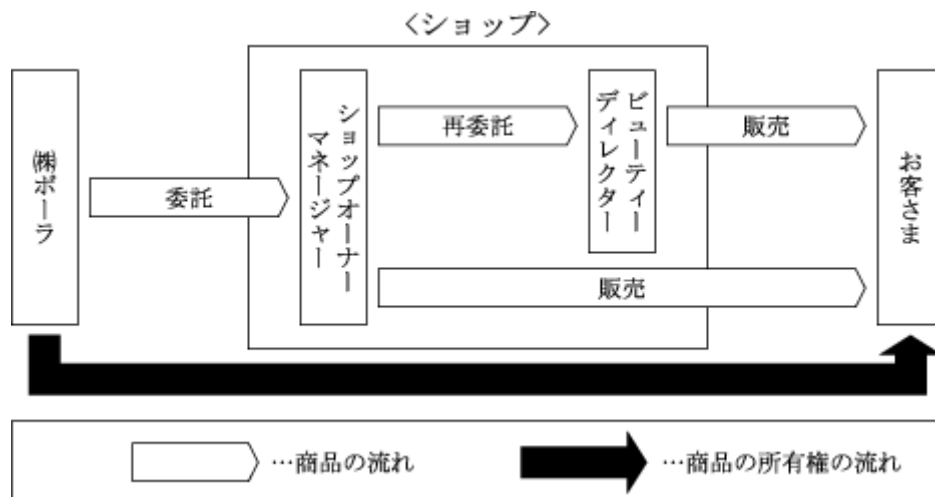 〈ショップ〉
㈱ポーラ
委託
ショップオーナー
マネージャー
再委託
ビューティー
ディレクター
販売
販売
お客さま
…商品の流れ
…商品の所有権の流れ